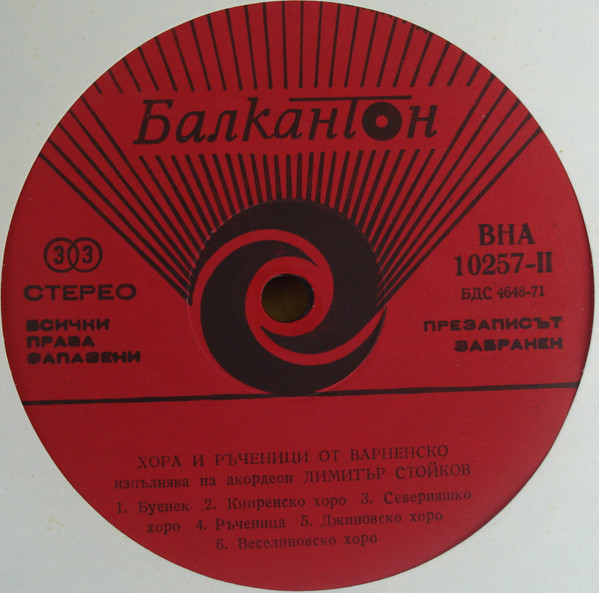 Балкантон
33
СТЕРЕО
ВСИЧКИ
ПРАВА
ЗАПАЗЕНИ
ВНА
10257-II
БДС 4648-71
ПРЕЗАПИСЪТ
ЗАБРАНЕН
ХОРА И РЪЧЕНИЦИ ОТ ВАРНЕНСКО
изпълнява на акордеон ДИМИТЪР СТОЙКОВ
1. Буенек 2. Кипренско хоро 3. Северняшко
хоро 4. Ръченица 5. Джиновско хоро
6. Веселиновско хоро